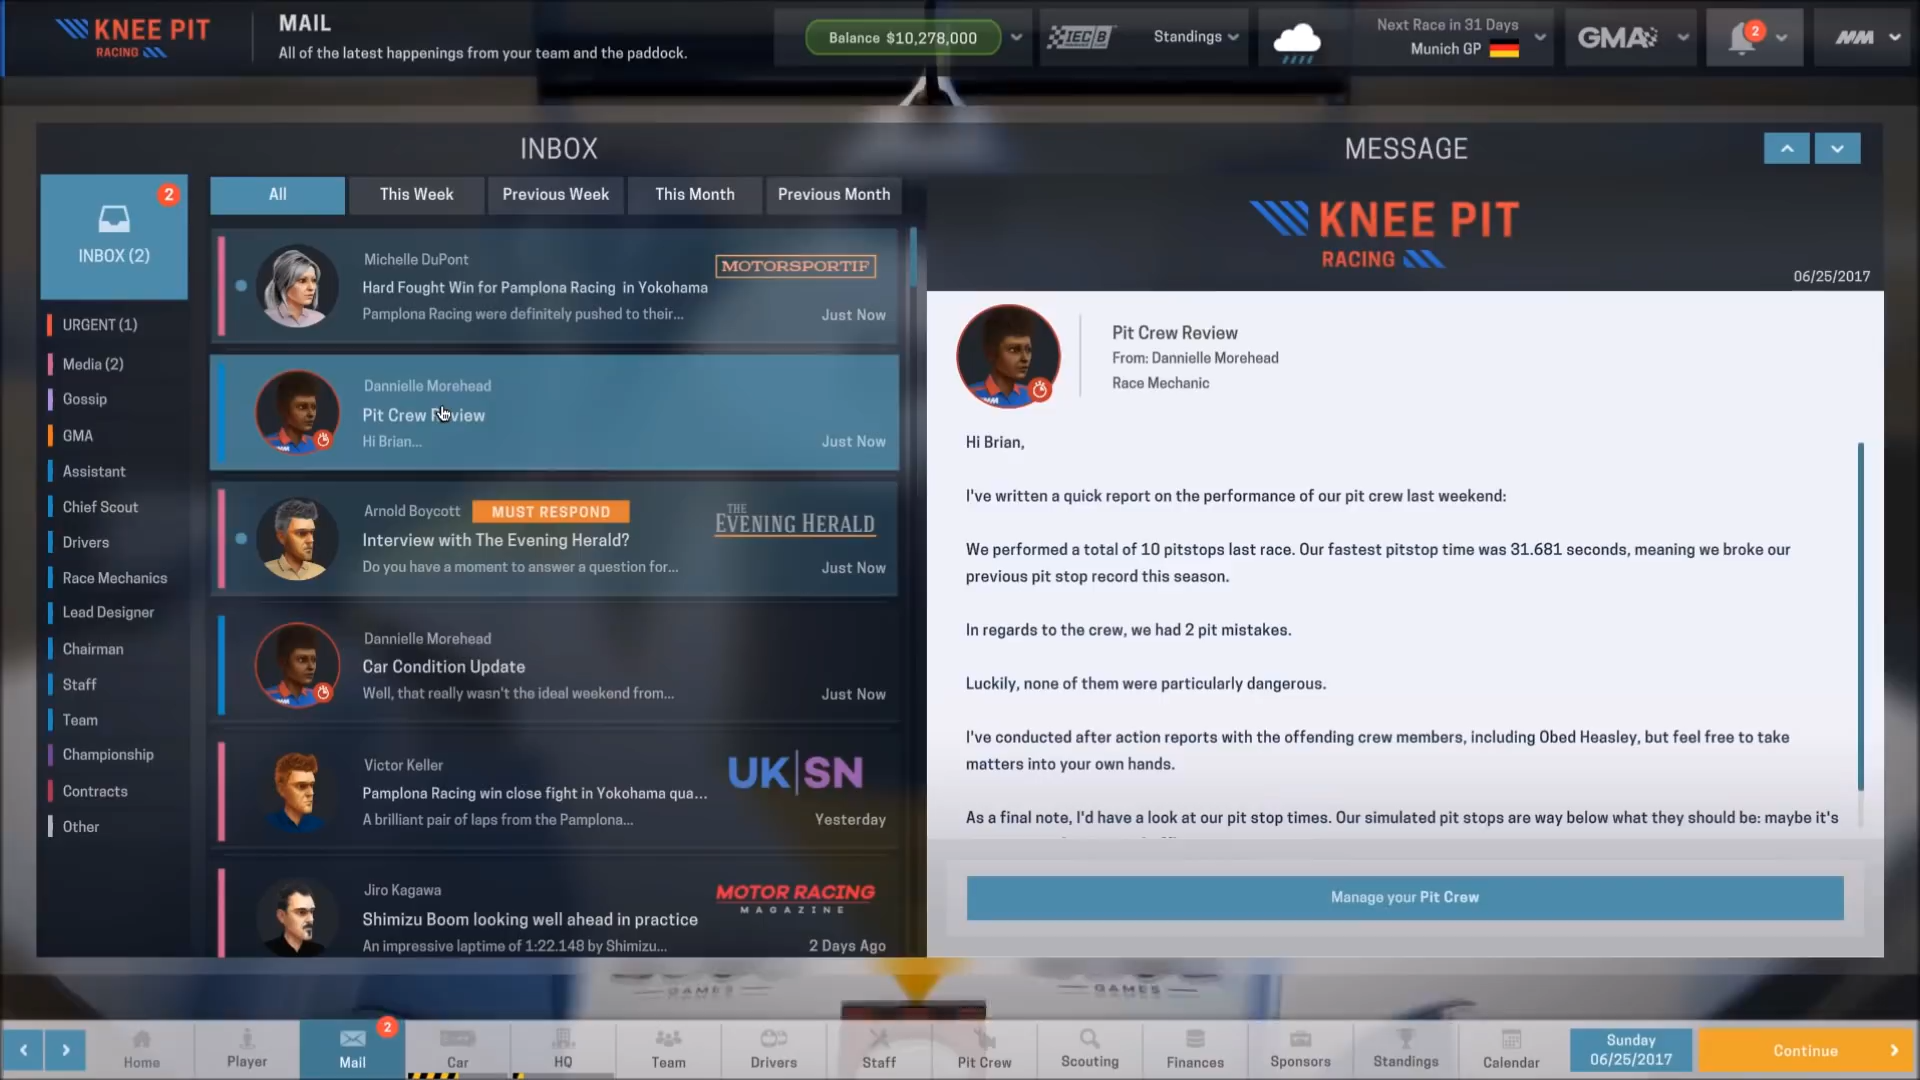 KNEE PIT
RACING
MAIL
All of the latest happenings from your team and the paddock.
Balance $10,278,000
IEC B
Standings
Next Race in 31 Days
Munich GP
GMA
2
MM
INBOX
MESSAGE
2
INBOX (2)
All
This Week
Previous Week
This Month
Previous Month
URGENT (1)
Media (2)
Gossip
GMA
Assistant
Chief Scout
Drivers
Race Mechanics
Lead Designer
Chairman
Staff
Team
Championship
Contracts
Other
Michelle DuPont
MOTORSPORTIF
Hard Fought Win for Pamplona Racing in Yokohama
Pamplona Racing were definitely pushed to their...
Just Now
Dannielle Morehead
Pit Crew Review
Hi Brian...
Just Now
Arnold Boycott
MUST RESPOND
THE
EVENING HERALD
Interview with The Evening Herald?
Do you have a moment to answer a question for...
Just Now
Dannielle Morehead
Car Condition Update
Well, that really wasn't the ideal weekend from...
Just Now
Victor Keller
UK|SN
Pamplona Racing win close fight in Yokohama qua...
A brilliant pair of laps from the Pamplona...
Yesterday
Jiro Kagawa
MOTOR RACING
MAGAZINE
Shimizu Boom looking well ahead in practice
An impressive laptime of 1:22.148 by Shimizu...
2 Days Ago
KNEE PIT
RACING
06/25/2017
Pit Crew Review
From: Dannielle Morehead
Race Mechanic
Hi Brian,
I've written a quick report on the performance of our pit crew last weekend:
We performed a total of 10 pitstops last race. Our fastest pitstop time was 31.681 seconds, meaning we broke our
previous pit stop record this season.
In regards to the crew, we had 2 pit mistakes.
Luckily, none of them were particularly dangerous.
I've conducted after action reports with the offending crew members, including Obed Heasley, but feel free to take
matters into your own hands.
As a final note, I'd have a look at our pit stop times. Our simulated pit stops are way below what they should be: maybe it's
Manage your Pit Crew
GAMES
GAMES
Home
Player
Mail
2
Car
HQ
Team
Drivers
Staff
Pit Crew
Scouting
Finances
Sponsors
Standings
Calendar
Sunday
06/25/2017
Continue